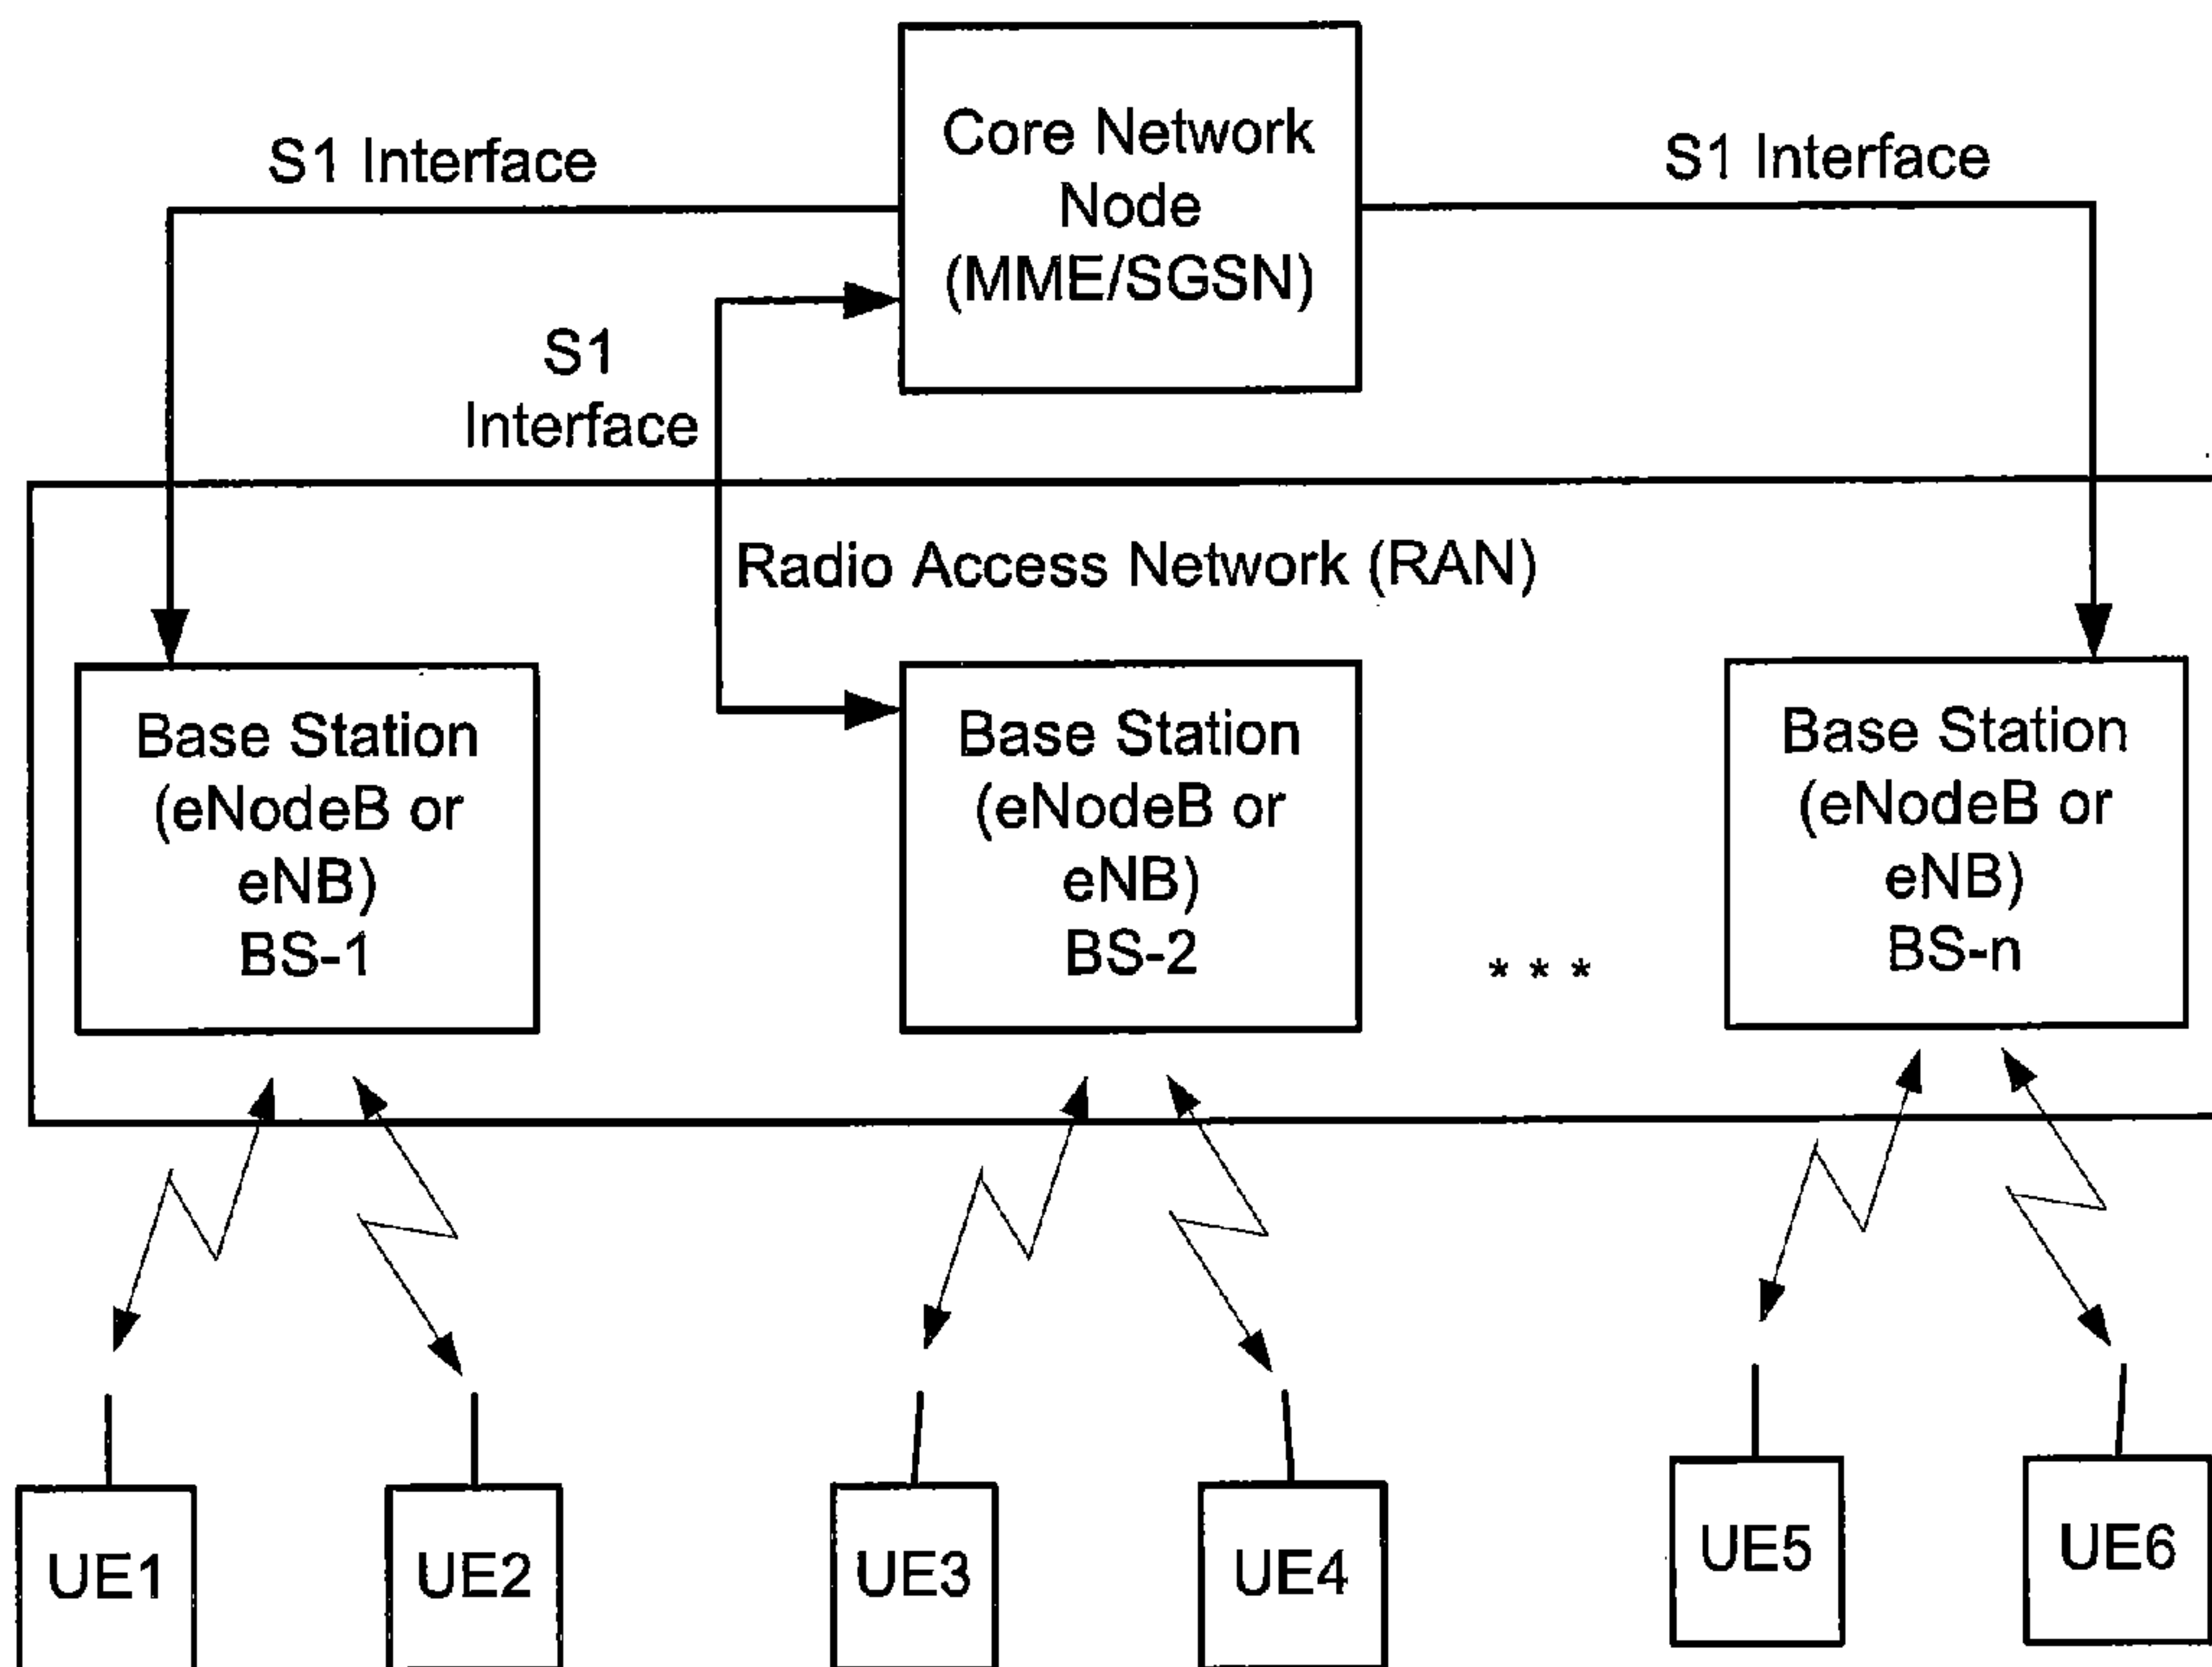 Core Network
Node
(MME/SGSN)
S1 Interface
S1 Interface
S1
Interface
Radio Access Network (RAN)
Base Station
(eNodeB or
eNB)
BS-1
Base Station
(eNodeB or
eNB)
BS-2
* * *
Base Station
(eNodeB or
eNB)
BS-n
UE1
UE2
UE3
UE4
UE5
UE6